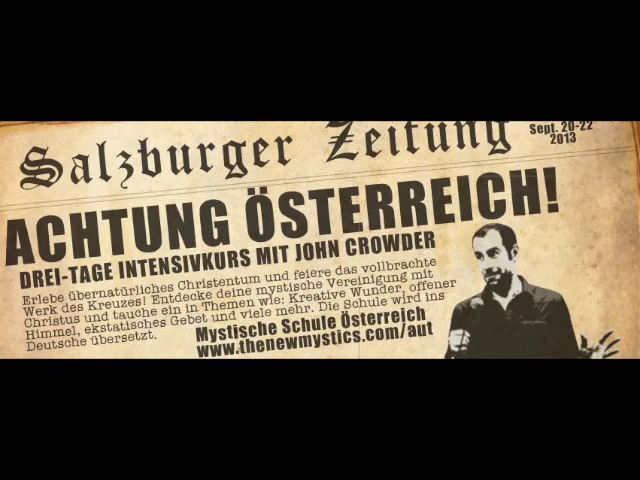 Salzburger Zeitung
Sept. 20-22
2013
ACHTUNG ÖSTERREICH!
DREI-TAGE INTENSIVKURS MIT JOHN CROWDER
Erlebe übernatürliches Christentum und feiere das vollbrachte
Werk des Kreuzes! Entdecke deine mystische Vereinigung mit
Christus und tauche ein in Themen wie: Kreative Wunder, offener
Himmel, ekstatisches Gebet und viele mehr. Die Schule wird ins
Deutsche übersetzt.
Mystische Schule Österreich
www.thenewmystics.com/aut